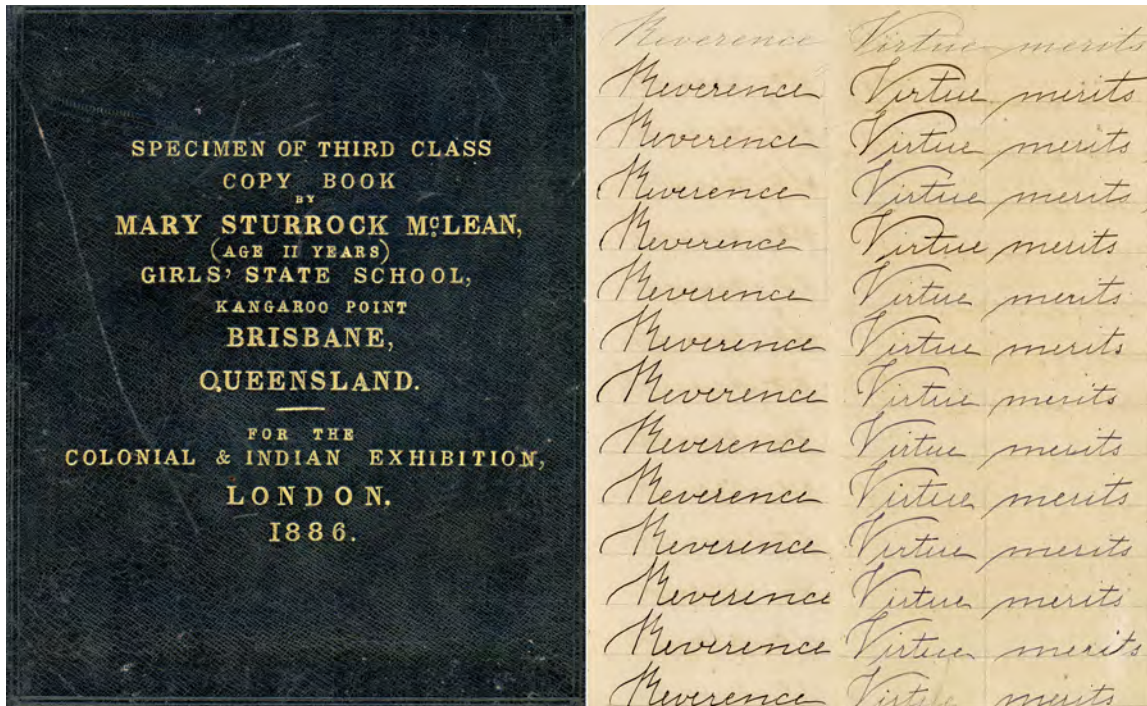 SPECIMEN OF THIRD CLASS
COPY BOOK
BY
MARY STURROCK McLEAN,
(AGE 11 YEARS)
GIRLS' STATE SCHOOL,
KANGAROO POINT
BRISBANE,
QUEENSLAND.
FOR THE
COLONIAL & INDIAN EXHIBITION,
LONDON.
1886.
Reverence Virtue merits
Reverence Virtue merits
Reverence Virtue merits
Reverence Virtue merits
Reverence Virtue merits
Reverence Virtue merits
Reverence Virtue merits
Reverence Virtue merits
Reverence Virtue merits
Reverence Virtue merits
Reverence Virtue merits
Reverence Virtue merits
Reverence Virtue merits
Reverence Virtue merits